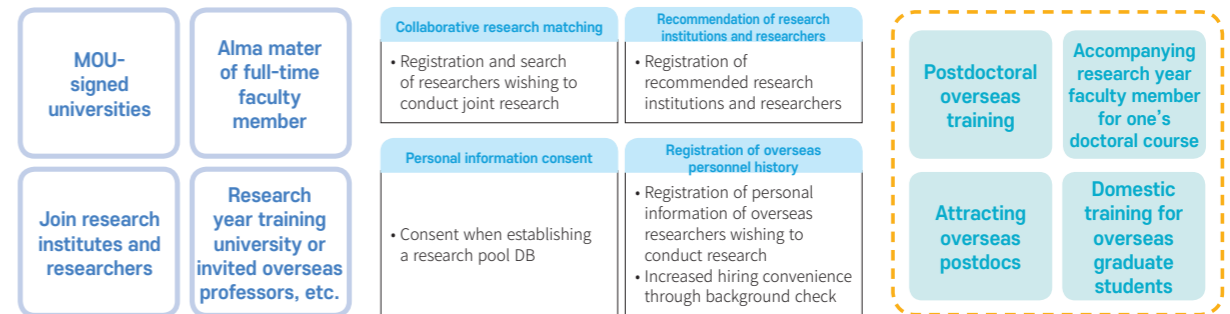 MOU-
signed
universities
Alma mater
of full-time
faculty
member
Join research
institutes and
researchers
Research
year training
university or
invited overseas
professors, etc.
Collaborative research matching
• Registration and search
of researchers wishing to
conduct joint research
Recommendation of research
institutions and researchers
• Registration of
recommended research
institutions and researchers
Personal information consent
• Consent when establishing
a research pool DB
Registration of overseas
personnel history
• Registration of personal
information of overseas
researchers wishing to
conduct research
• Increased hiring convenience
through background check
Postdoctoral
overseas
training
Accompanying
research year
faculty member
for one's
doctoral course
Attracting
overseas
postdocs
Domestic
training for
overseas
graduate
students